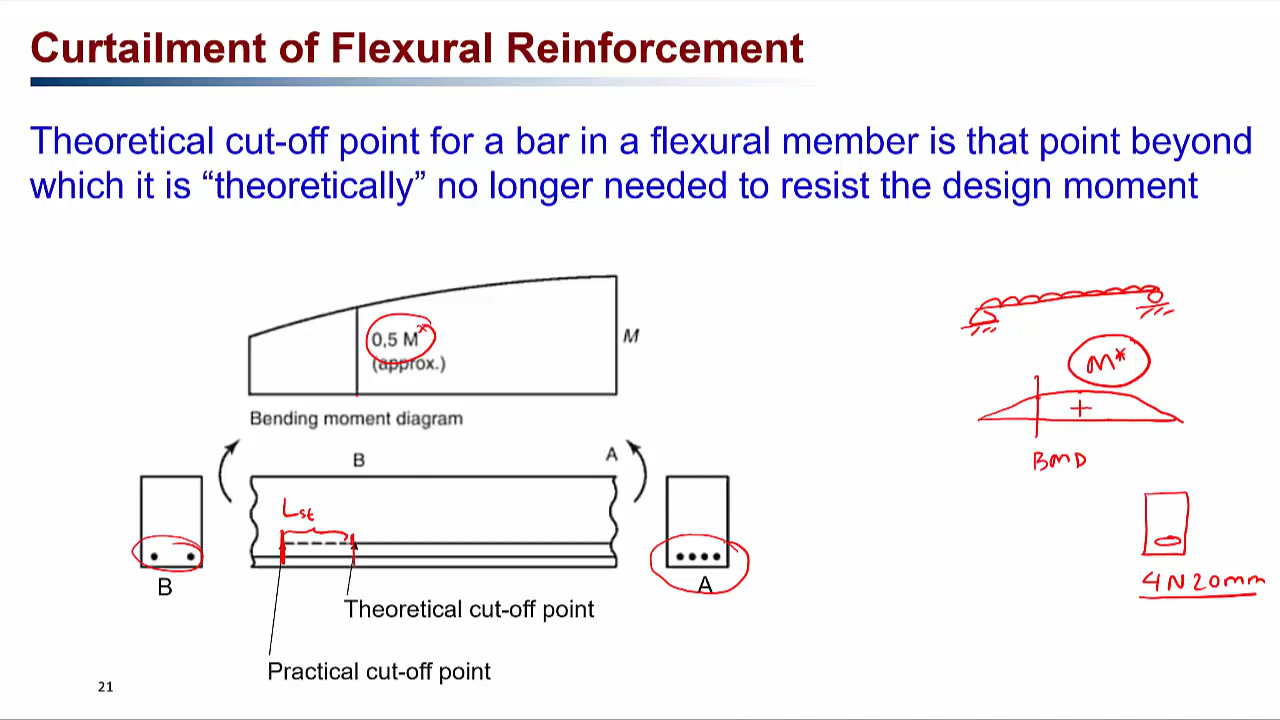 Curtailment of Flexural Reinforcement
Theoretical cut-off point for a bar in a flexural member is that point beyond
which it is “theoretically” no longer needed to resist the design moment
0,5 M*
(approx.)
M
M*
+
Bending moment diagram
BMD
B
A
Lst
B
A
4N20mm
Theoretical cut-off point
Practical cut-off point
21